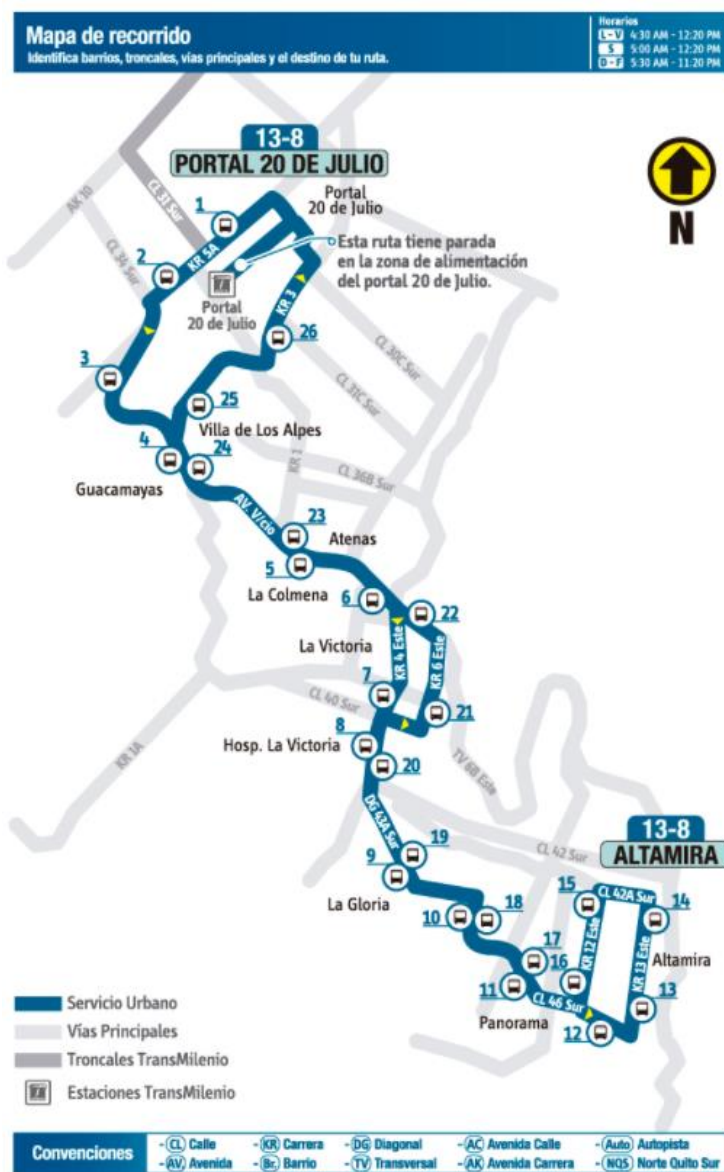 Mapa de recorrido
Identifica barrios, troncales, vías principales y el destino de tu ruta.
Horarios
L-V 4:30 AM - 12:20 PM
S 5:00 AM - 12:20 PM
D-F 5:30 AM - 11:20 PM
13-8
PORTAL 20 DE JULIO
N
AK 10
CL 31 Sur
CL 34 Sur
1
Portal
20 de Julio
2
KR 5A
Esta ruta tiene parada
en la zona de alimentación
del portal 20 de Julio.
Portal
20 de Julio
KR 3
26
3
CL 30C Sur
CL 31C Sur
25
Villa de Los Alpes
4
24
KR 1
CL 36B Sur
Guacamayas
AV. V/cio
23
Atenas
5
La Colmena
6
22
La Victoria
KR 4 Este
KR 6 Este
7
CL 40 Sur
21
KR 1A
8
Hosp. La Victoria
20
TV 6B Este
DG 43A Sur
13-8
ALTAMIRA
19
CL 42 Sur
9
La Gloria
15
CL 42A Sur
14
10
18
KR 12 Este
17
16
KR 13 Este
Altamira
11
CL 46 Sur
13
Panorama
12
Servicio Urbano
Vías Principales
Troncales TransMilenio
Estaciones TransMilenio
Convenciones
- CL Calle - KR Carrera - DG Diagonal - AC Avenida Calle - Auto Autopista
- AV Avenida - Br. Barrio - TV Transversal - AK Avenida Carrera - NQS Norte Quito Sur